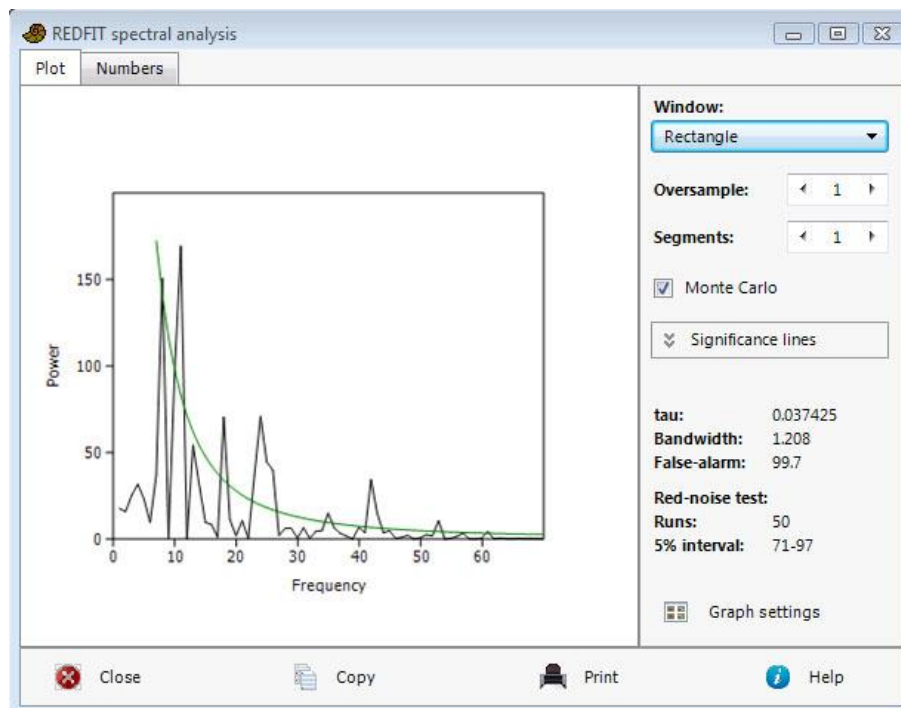 REDFIT spectral analysis
Plot Numbers
Window:
Rectangle
Oversample: 1
Segments: 1
Monte Carlo
Significance lines
tau: 0.037425
Bandwidth: 1.208
False-alarm: 99.7
Red-noise test:
Runs: 50
5% interval: 71-97
Graph settings
Power
150
100
50
0
0 10 20 30 40 50 60
Frequency
Close Copy Print Help